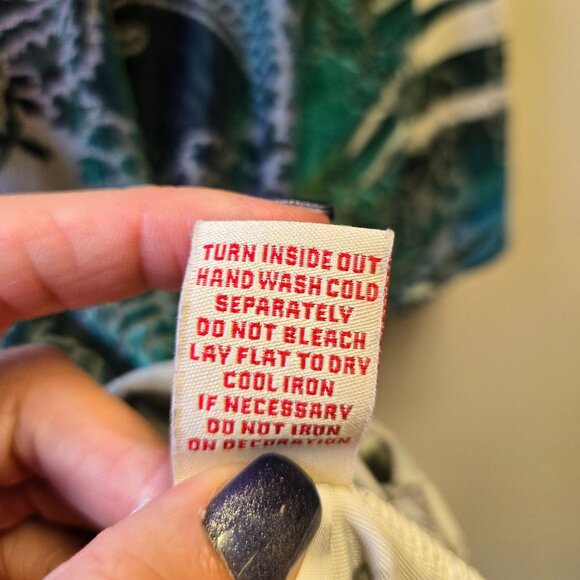 TURN INSIDE OUT
HAND WASH COLD
SEPARATELY
DO NOT BLEACH
LAY FLAT TO DRY
COOL IRON
IF NECESSARY
DO NOT IRON
ON DECORATION